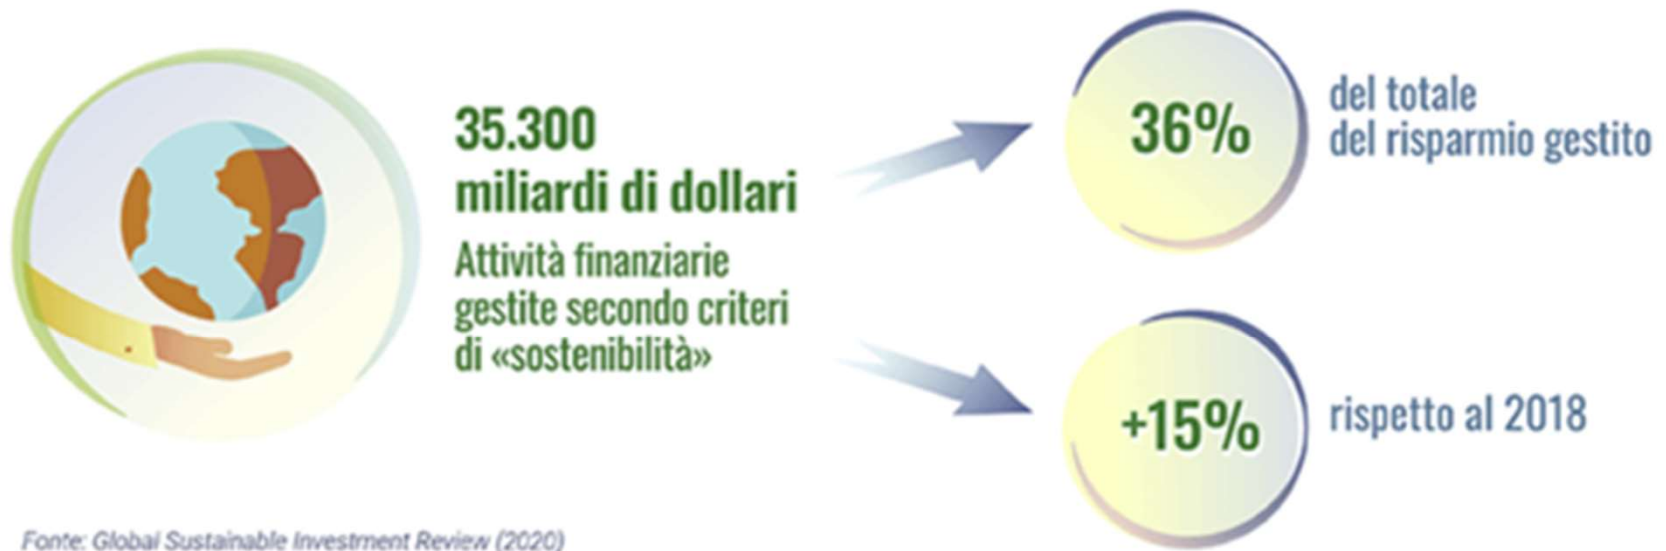 35.300
miliardi di dollari
Attività finanziarie
gestite secondo criteri
di «sostenibilità»
36%
del totale
del risparmio gestito
+15%
rispetto al 2018
Fonte: Global Sustainable Investment Review (2020)